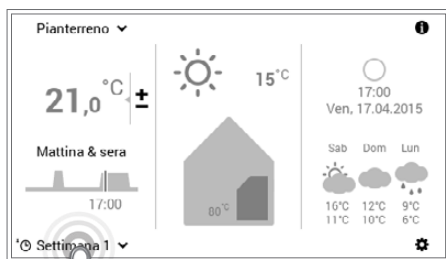 Pianterreno
21,0 °C ±
Mattina & sera
17:00
Settimana 1
15°C
80°C
17:00
Ven, 17.04.2015
Sab Dom Lun
16°C 12°C 9°C
11°C 10°C 6°C